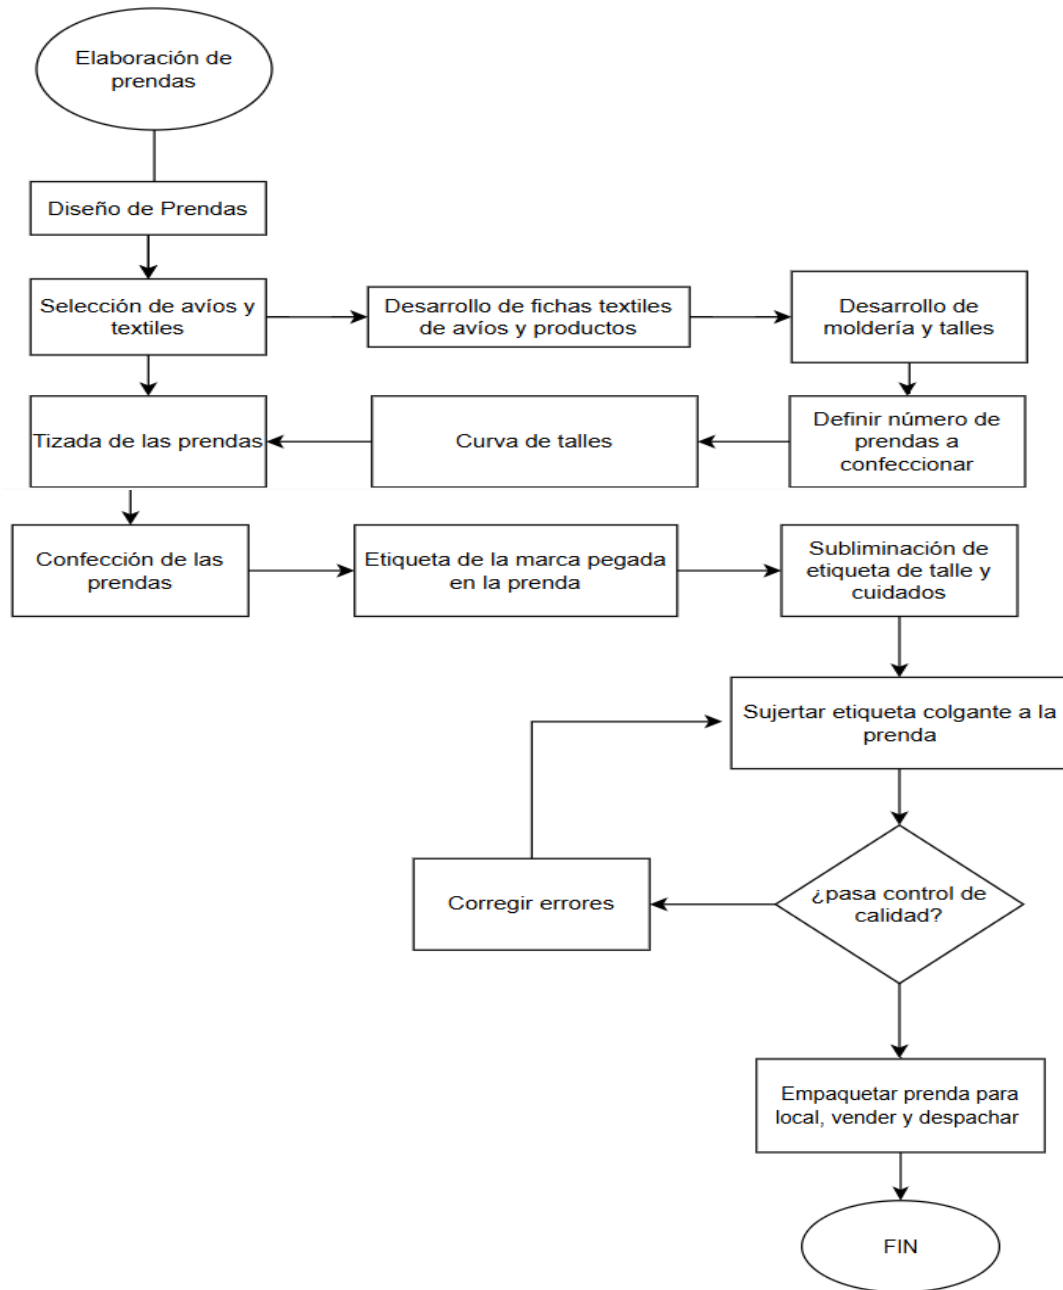 Elaboración de
prendas
Diseño de Prendas
Selección de avíos y
textiles
Desarrollo de fichas textiles
de avíos y productos
Desarrollo de
moldería y talles
Tizada de las prendas
Curva de talles
Definir número de
prendas a
confeccionar
Confección de las
prendas
Etiqueta de la marca pegada
en la prenda
Subliminación de
etiqueta de talle y
cuidados
Sujertar etiqueta colgante a la
prenda
Corregir errores
¿pasa control de
calidad?
Empaquetar prenda para
local, vender y despachar
FIN